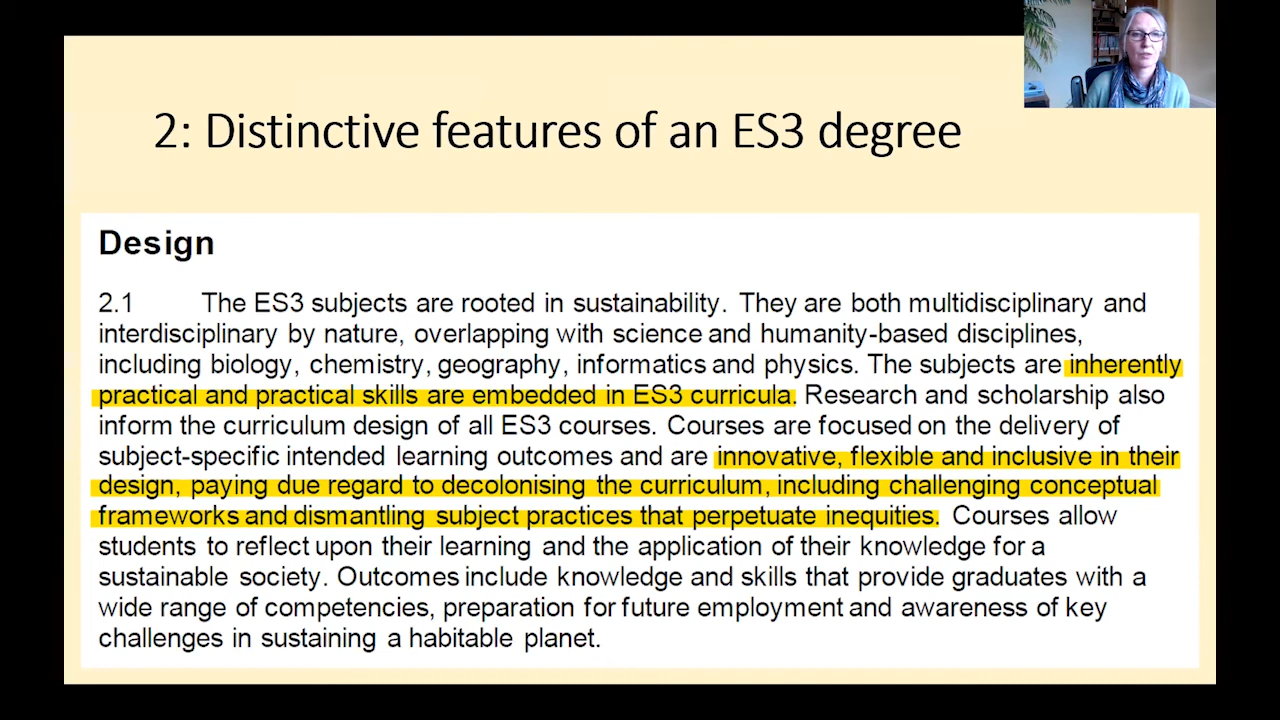 2: Distinctive features of an ES3 degree
Design
2.1 The ES3 subjects are rooted in sustainability. They are both multidisciplinary and
interdisciplinary by nature, overlapping with science and humanity-based disciplines,
including biology, chemistry, geography, informatics and physics. The subjects are inherently
practical and practical skills are embedded in ES3 curricula. Research and scholarship also
inform the curriculum design of all ES3 courses. Courses are focused on the delivery of
subject-specific intended learning outcomes and are innovative, flexible and inclusive in their
design, paying due regard to decolonising the curriculum, including challenging conceptual
frameworks and dismantling subject practices that perpetuate inequities. Courses allow
students to reflect upon their learning and the application of their knowledge for a
sustainable society. Outcomes include knowledge and skills that provide graduates with a
wide range of competencies, preparation for future employment and awareness of key
challenges in sustaining a habitable planet.